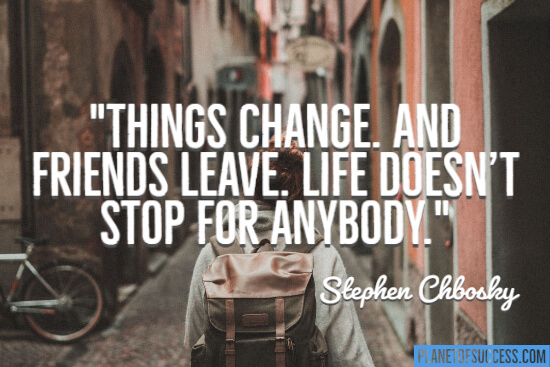 "THINGS CHANGE. AND
FRIENDS LEAVE. LIFE DOESN'T
STOP FOR ANYBODY."
Stephen Chbosky
PLANETOFSUCCESS.COM